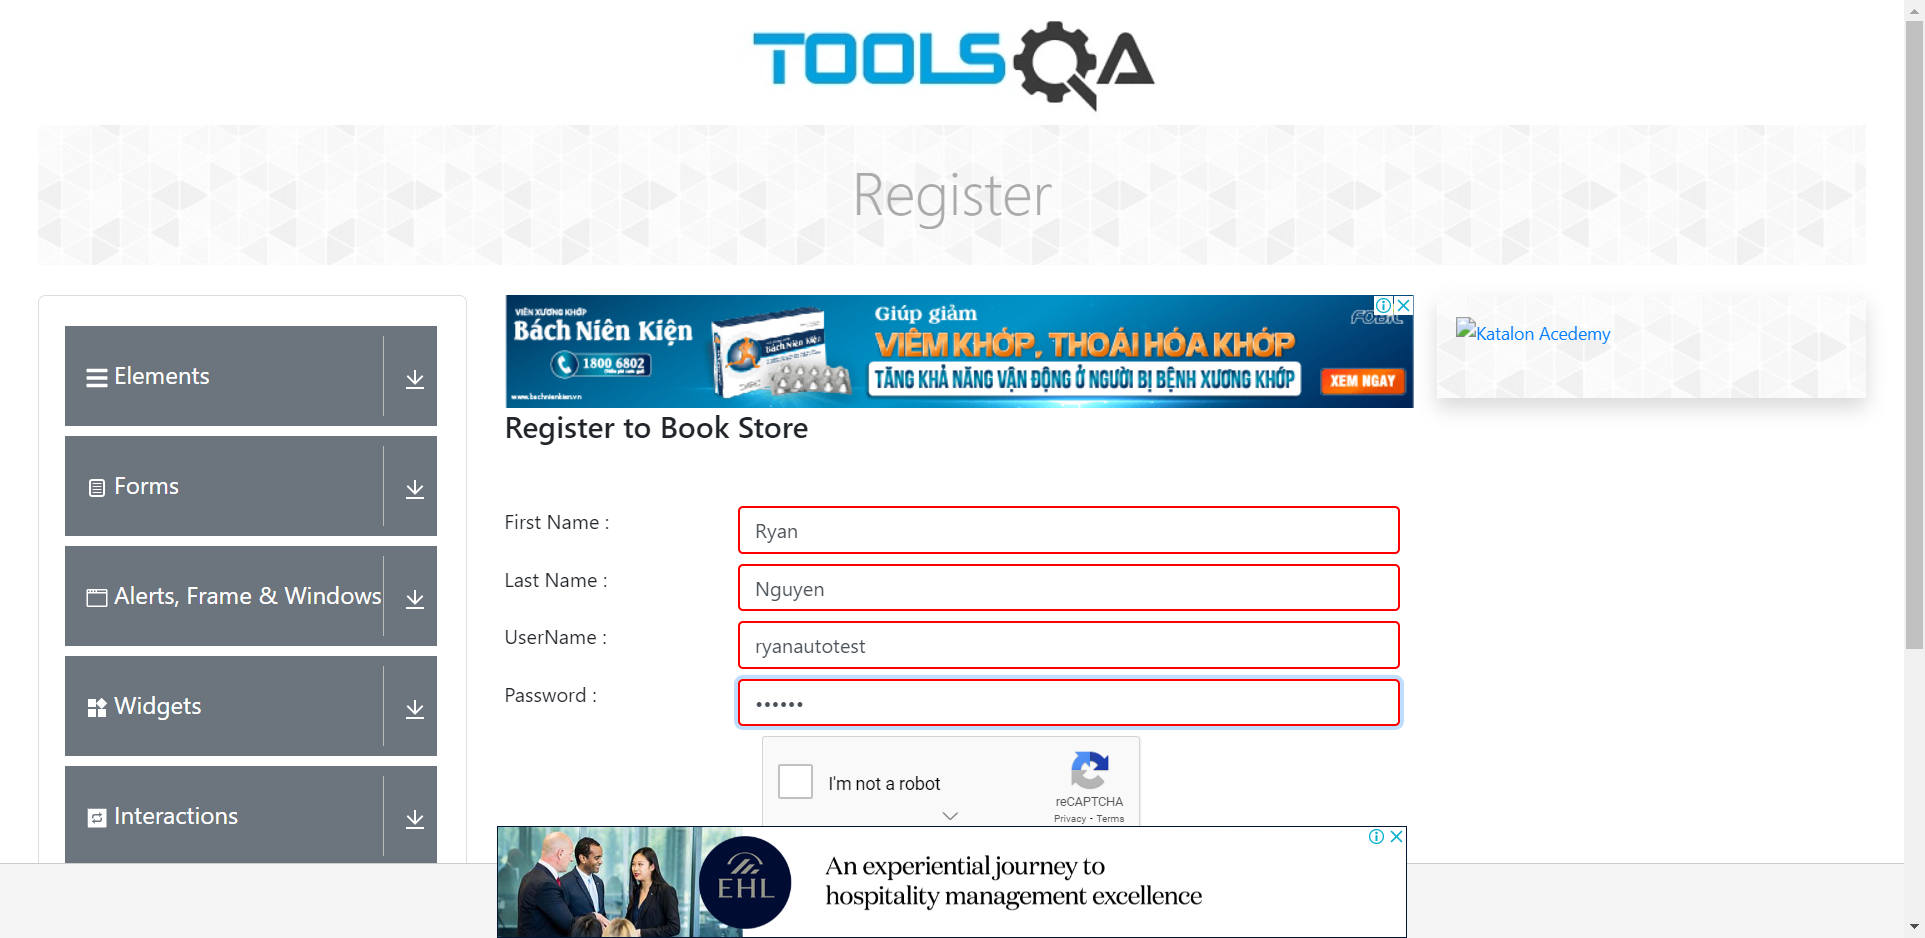 TOOLSQA
Register
Elements
Forms
Alerts, Frame & Windows
Widgets
Interactions
VIÊN XƯƠNG KHỚP
Bách Niên Kiện
1800 6802
www.bachnienkien.vn
Bách Niên Kiện
Giúp giảm
VIÊM KHỚP, THOÁI HÓA KHỚP
TĂNG KHẢ NĂNG VẬN ĐỘNG Ở NGƯỜI BỊ BỆNH XƯƠNG KHỚP
XEM NGAY
Katalon Acedemy
Register to Book Store
First Name :
Ryan
Last Name :
Nguyen
UserName :
ryanautotest
Password :
••••••
I'm not a robot
reCAPTCHA
Privacy - Terms
EHL
An experiential journey to
hospitality management excellence